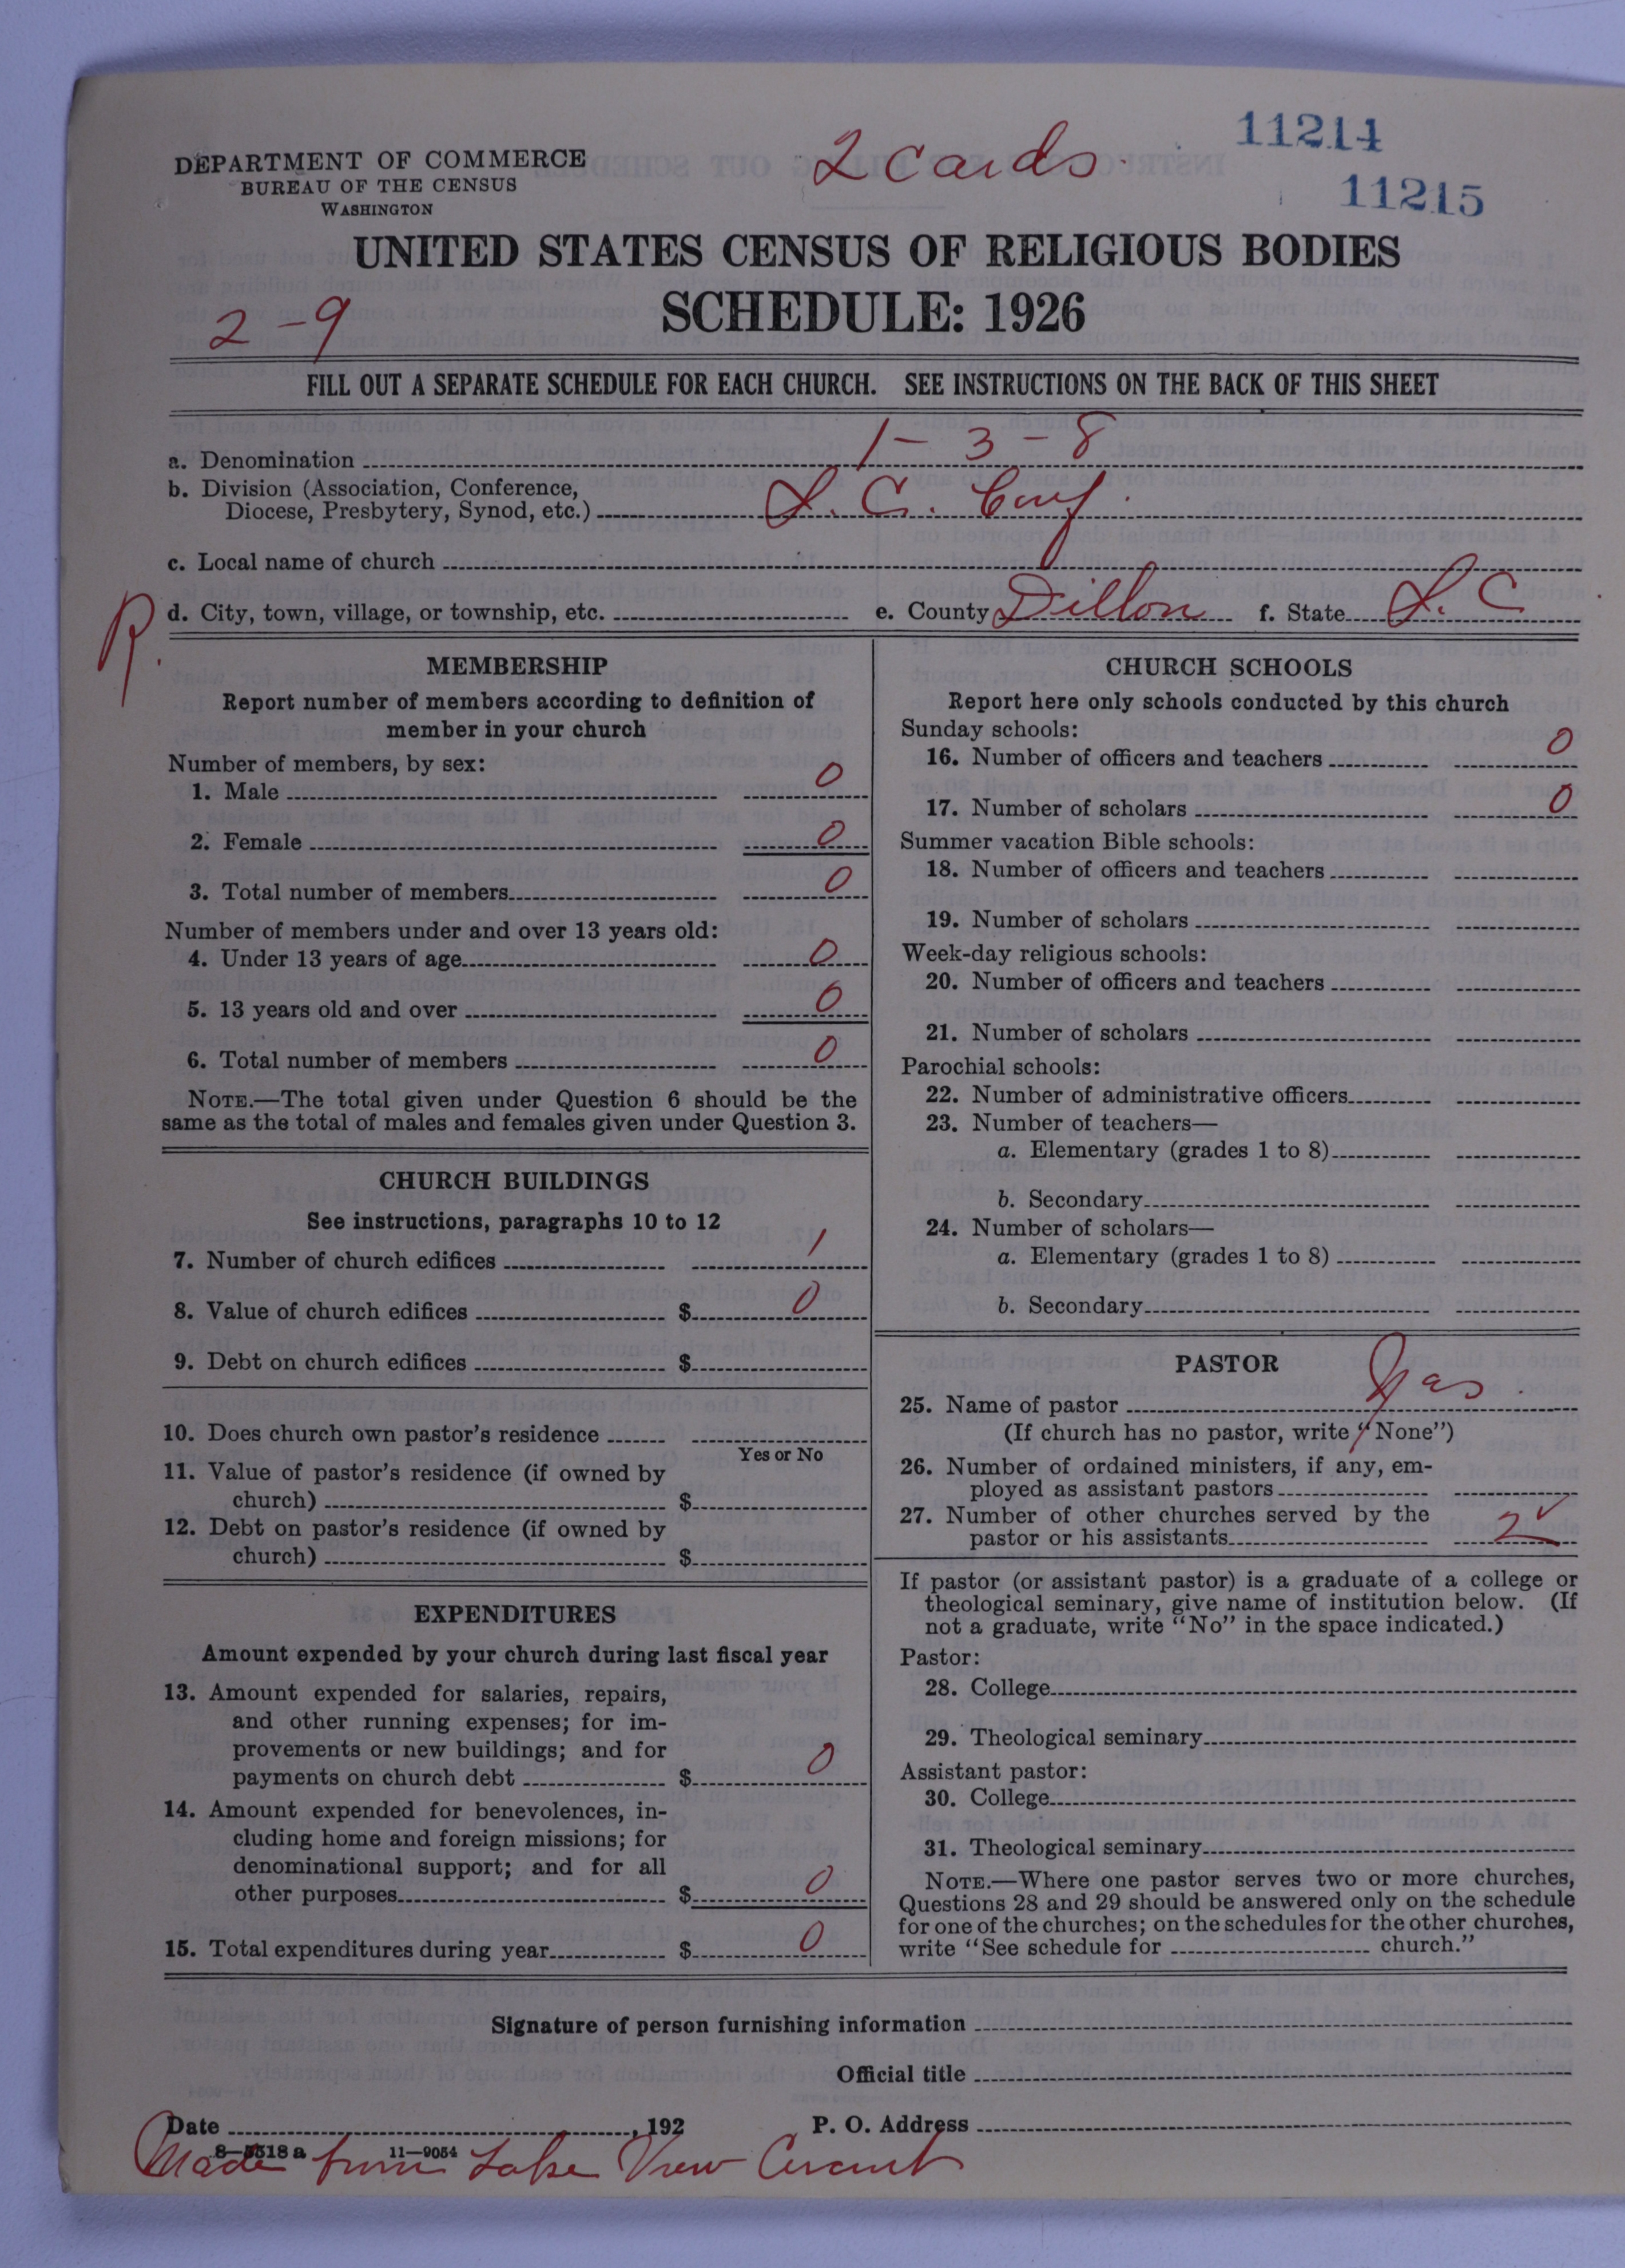 11214
2 cards
11215
DEPARTMENT OF COMMERCE
BUREAU OF THE CENSUS
WASHINGTON
UNITED STATES CENSUS OF RELIGIOUS BODIES
SCHEDULE: 1926
2-9
FILL OUT A SEPARATE SCHEDULE FOR EACH CHURCH. SEE INSTRUCTIONS ON THE BACK OF THIS SHEET
a. Denomination 1-3-8
b. Division (Association, Conference,
Diocese, Presbytery, Synod, etc.) S. C. Conf.
c. Local name of church
R. d. City, town, village, or township, etc. e. County Dillon f. State S. C.
MEMBERSHIP
Report number of members according to definition of
member in your church
Number of members, by sex:
1. Male 0
2. Female 0
3. Total number of members 0
Number of members under and over 13 years old:
4. Under 13 years of age 0
5. 13 years old and over 0
6. Total number of members 0
NOTE.—The total given under Question 6 should be the
same as the total of males and females given under Question 3.
CHURCH BUILDINGS
See instructions, paragraphs 10 to 12
7. Number of church edifices 1
8. Value of church edifices $ 0
9. Debt on church edifices $
10. Does church own pastor's residence
Yes or No
11. Value of pastor's residence (if owned by
church) $
12. Debt on pastor's residence (if owned by
church) $
EXPENDITURES
Amount expended by your church during last fiscal year
13. Amount expended for salaries, repairs,
and other running expenses; for im-
provements or new buildings; and for
payments on church debt $ 0
14. Amount expended for benevolences, in-
cluding home and foreign missions; for
denominational support; and for all
other purposes $ 0
15. Total expenditures during year $ 0
CHURCH SCHOOLS
Report here only schools conducted by this church
Sunday schools:
16. Number of officers and teachers 0
17. Number of scholars 0
Summer vacation Bible schools:
18. Number of officers and teachers
19. Number of scholars
Week-day religious schools:
20. Number of officers and teachers
21. Number of scholars
Parochial schools:
22. Number of administrative officers
23. Number of teachers—
a. Elementary (grades 1 to 8)
b. Secondary
24. Number of scholars—
a. Elementary (grades 1 to 8)
b. Secondary
PASTOR
25. Name of pastor
(If church has no pastor, write "None")
26. Number of ordained ministers, if any, em-
ployed as assistant pastors
27. Number of other churches served by the
pastor or his assistants 2
If pastor (or assistant pastor) is a graduate of a college or
theological seminary, give name of institution below. (If
not a graduate, write "No" in the space indicated.)
Pastor:
28. College
29. Theological seminary
Assistant pastor:
30. College
31. Theological seminary
NOTE.—Where one pastor serves two or more churches,
Questions 28 and 29 should be answered only on the schedule
for one of the churches; on the schedules for the other churches,
write "See schedule for church."
Signature of person furnishing information
Official title
Date , 192 P. O. Address
8—5518 a 11—9054
Made from Lake View